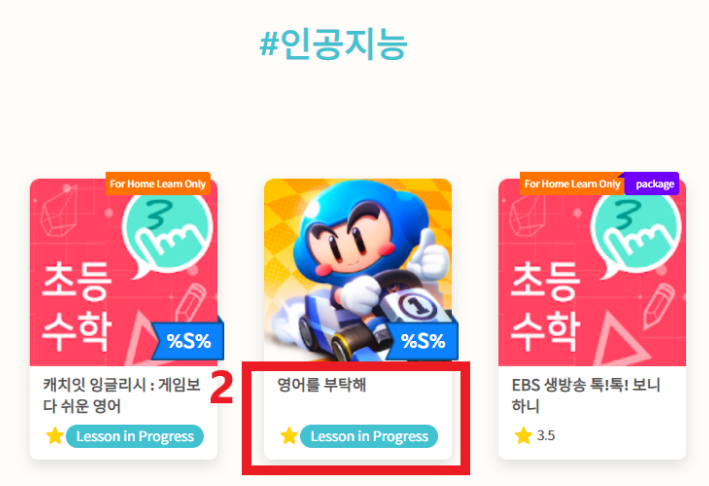 #인공지능
For Home Learn Only
3
초등
수학
%S%
캐치잇 잉글리시 : 게임보
다 쉬운 영어
Lesson in Progress
2
1
%S%
영어를 부탁해
Lesson in Progress
For Home Learn Only
package
3
초등
수학
EBS 생방송 톡!톡! 보니
하니
3.5